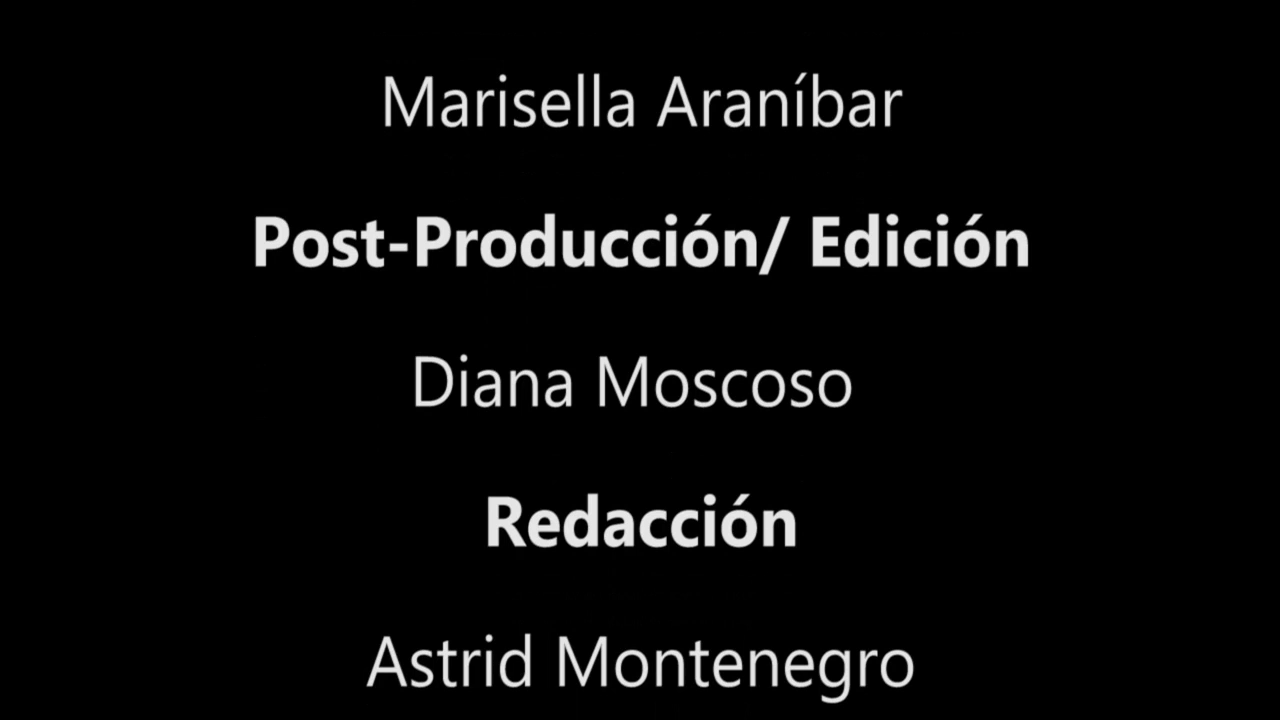 Marisella Araníbar
Post-Producción/ Edición
Diana Moscoso
Redacción
Astrid Montenegro